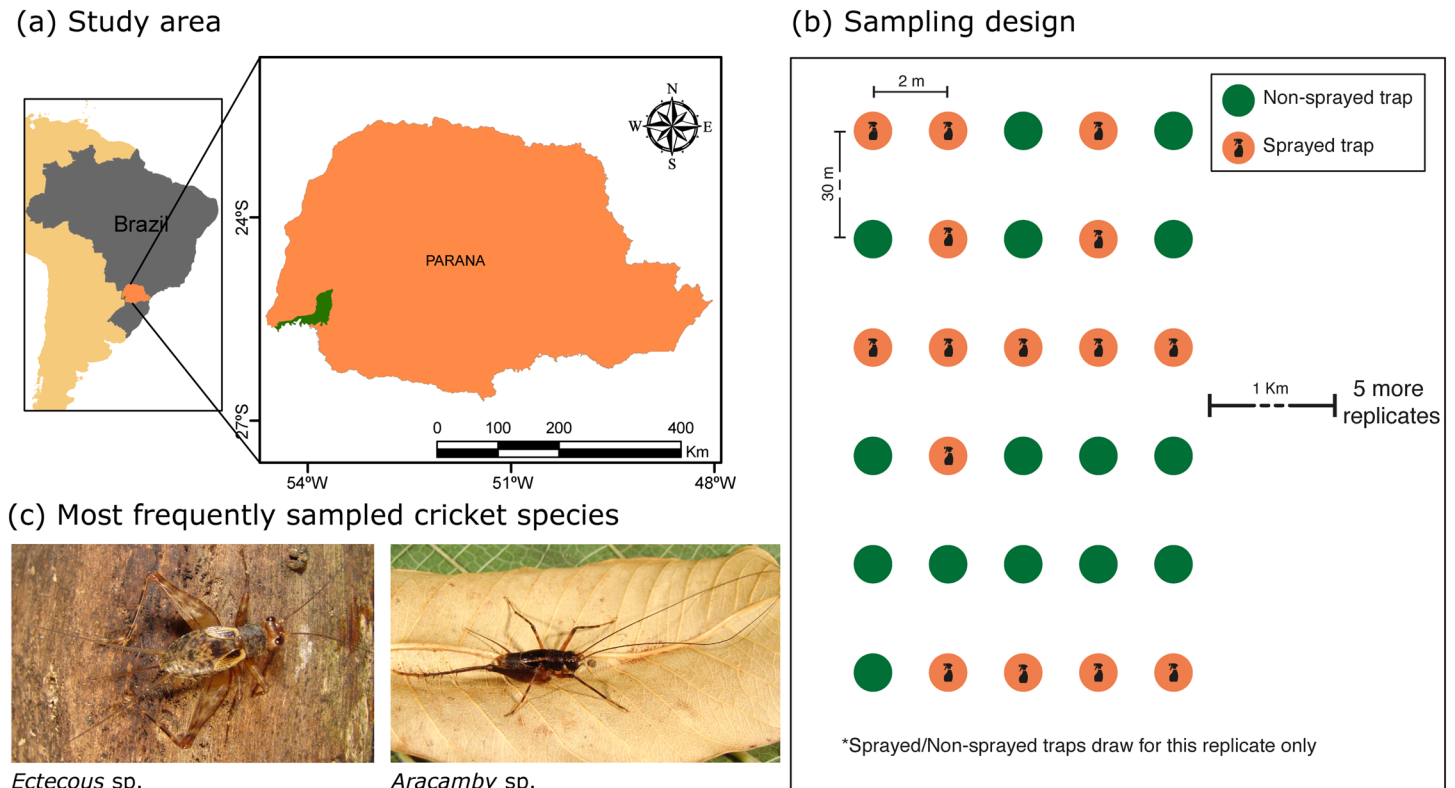 (a) Study area
Brazil
24°S
27°S
PARANA
N
W
E
S
0
100
200
400
Km
54°W
51°W
48°W
(b) Sampling design
2 m
30 m
Non-sprayed trap
Sprayed trap
1 Km
5 more
replicates
*Sprayed/Non-sprayed traps draw for this replicate only
(c) Most frequently sampled cricket species
Ectecous sp.
Aracamby sp.